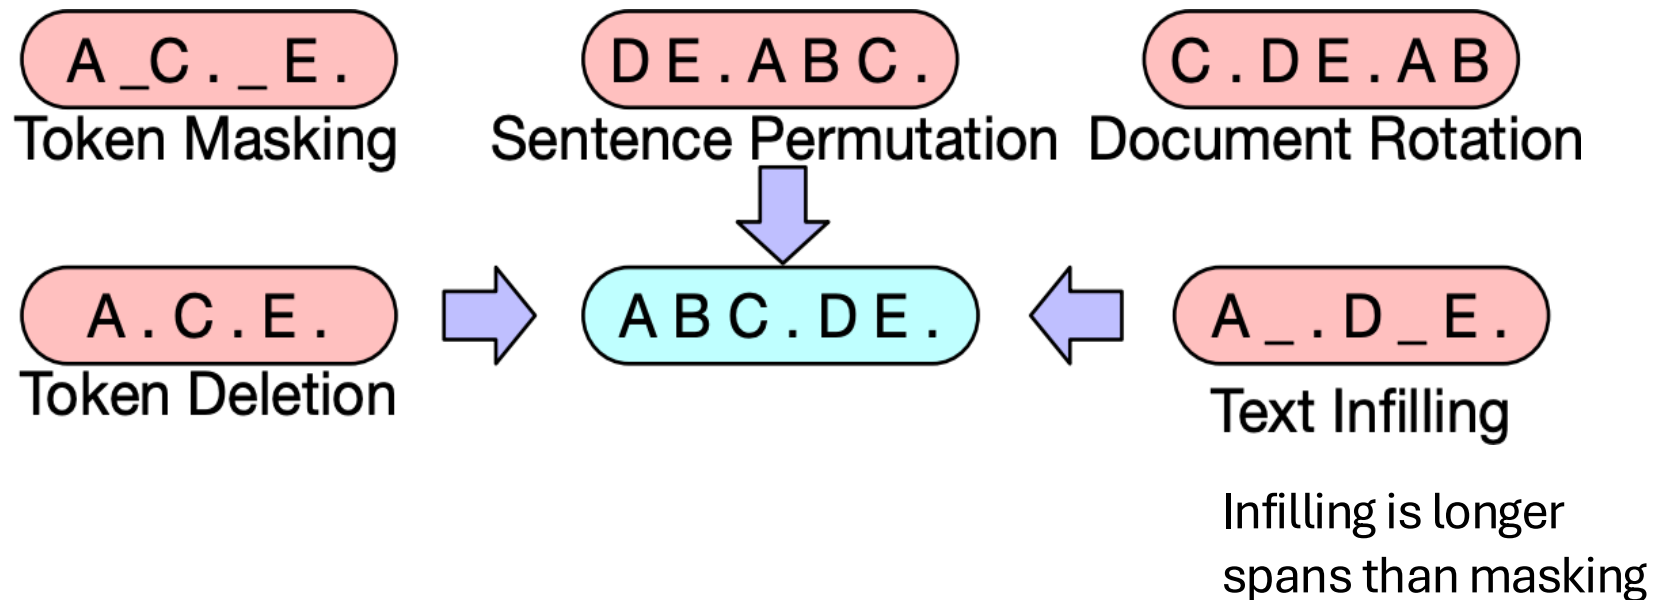 A _ C . _ E .
Token Masking
D E . A B C .
Sentence Permutation
C . D E . A B
Document Rotation
A . C . E .
Token Deletion
A B C . D E .
A _ . D _ E .
Text Infilling
Infilling is longer
spans than masking